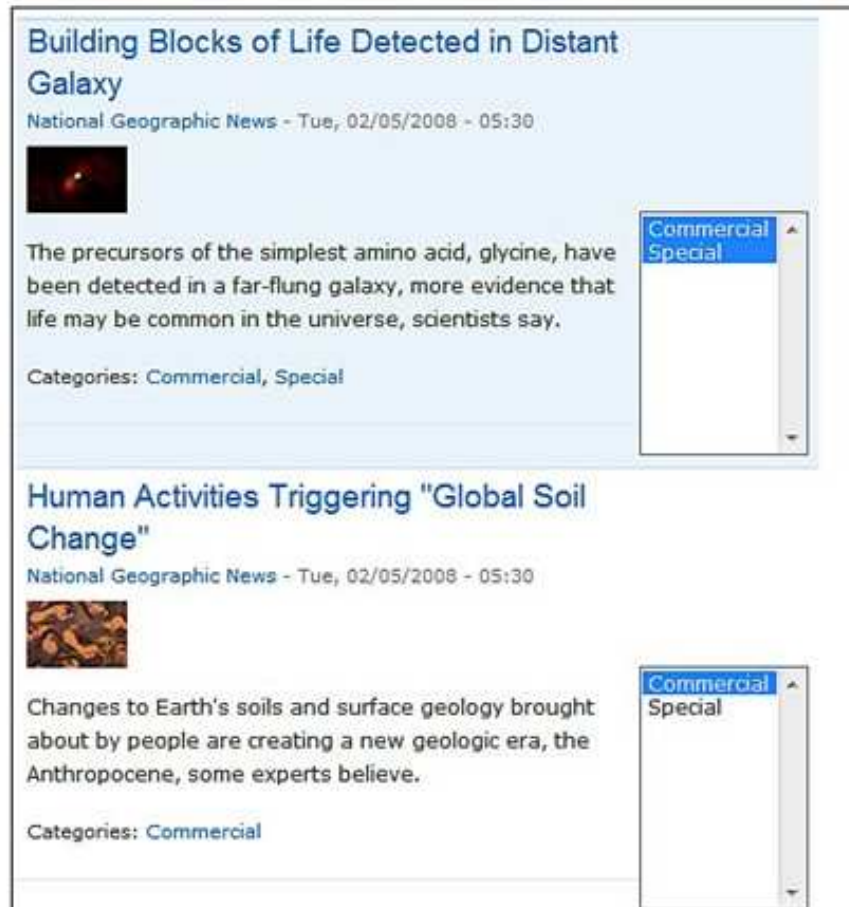 Building Blocks of Life Detected in Distant
Galaxy
National Geographic News - Tue, 02/05/2008 - 05:30
The precursors of the simplest amino acid, glycine, have
been detected in a far-flung galaxy, more evidence that
life may be common in the universe, scientists say.
Categories: Commercial, Special
Commercial
Special
Human Activities Triggering "Global Soil
Change"
National Geographic News - Tue, 02/05/2008 - 05:30
Changes to Earth's soils and surface geology brought
about by people are creating a new geologic era, the
Anthropocene, some experts believe.
Categories: Commercial
Commercial
Special